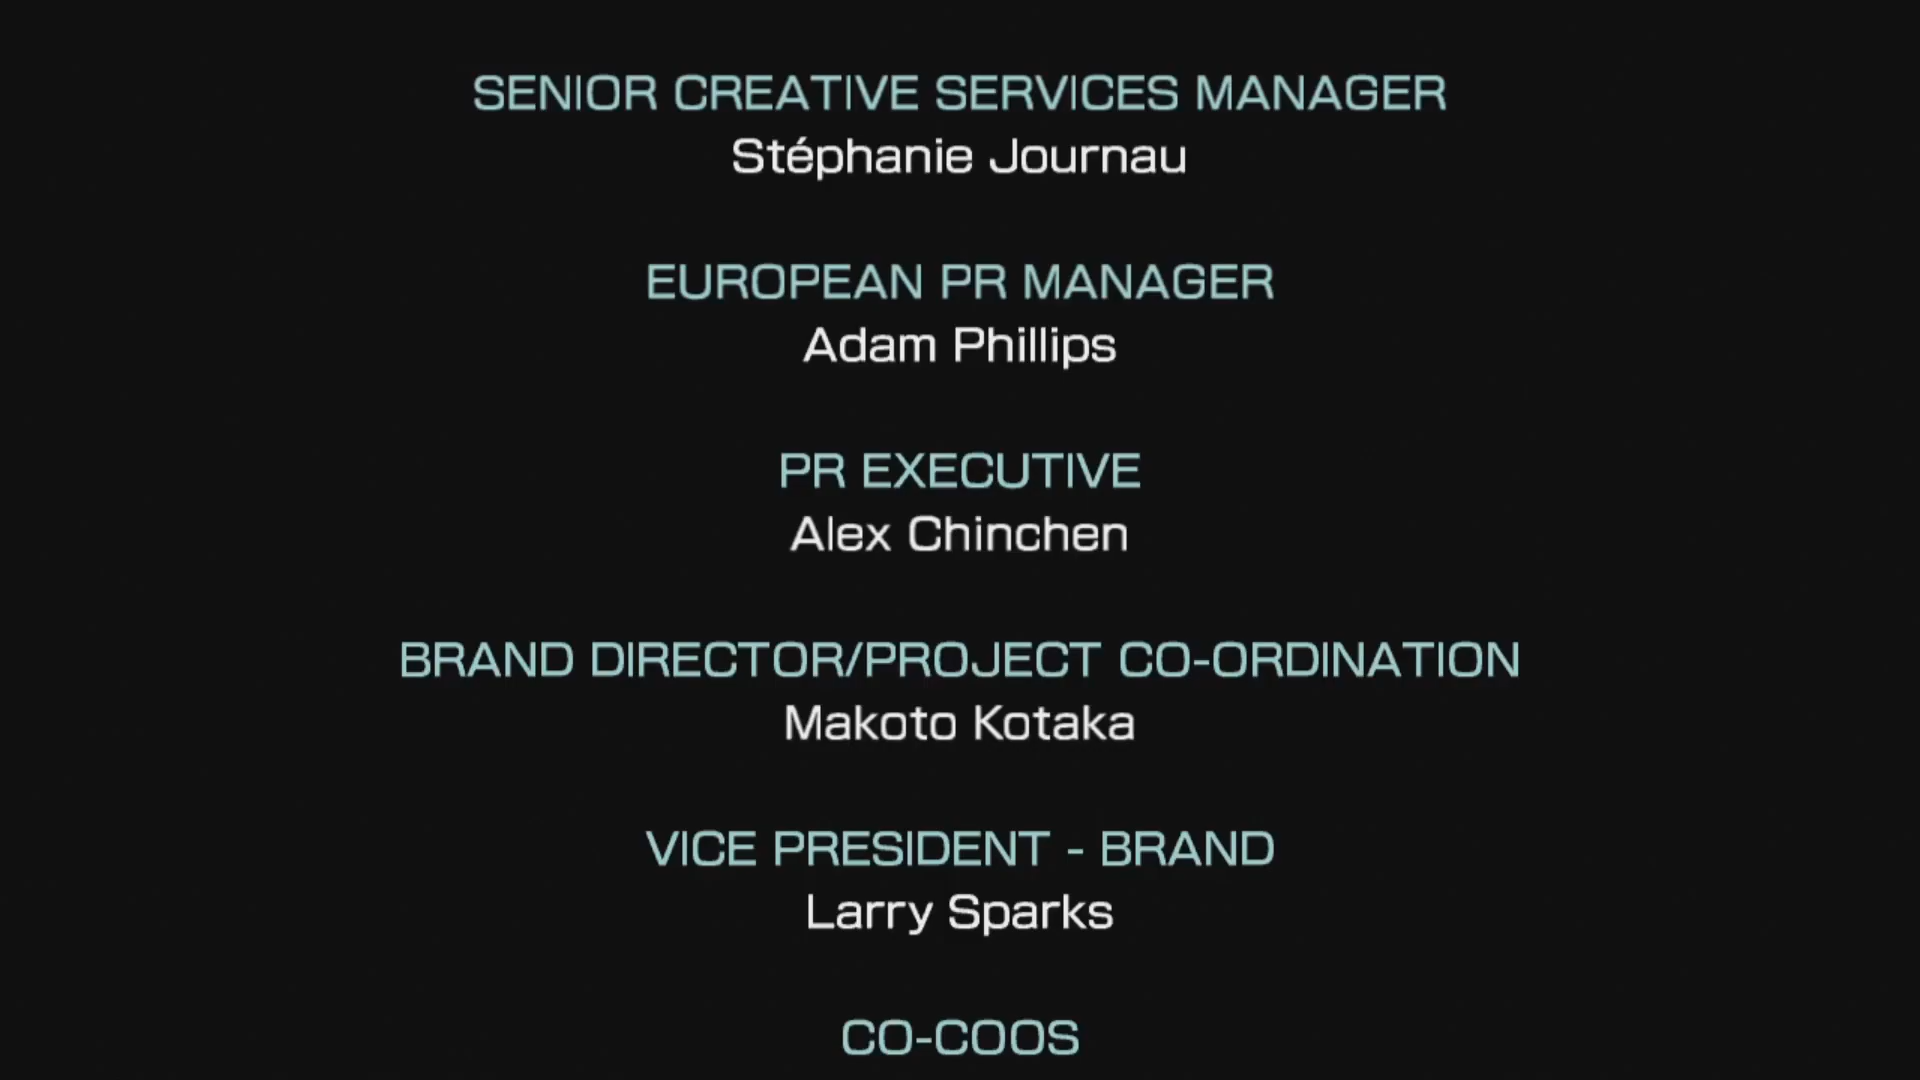 SENIOR CREATIVE SERVICES MANAGER
Stéphanie Journau
EUROPEAN PR MANAGER
Adam Phillips
PR EXECUTIVE
Alex Chinchen
BRAND DIRECTOR/PROJECT CO-ORDINATION
Makoto Kotaka
VICE PRESIDENT - BRAND
Larry Sparks
CO-COOS